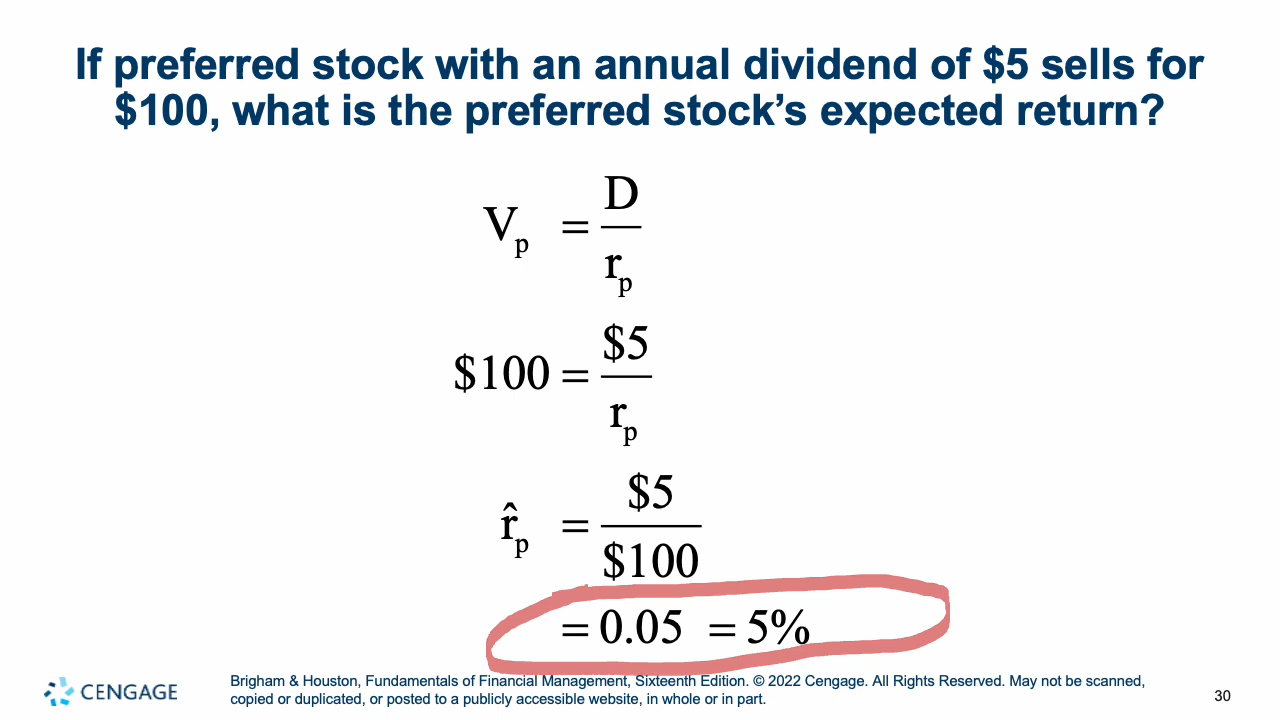 If preferred stock with an annual dividend of $5 sells for
$100, what is the preferred stock’s expected return?
Vₚ = D / rₚ
$100 = $5 / rₚ
r̂ₚ = $5 / $100
= 0.05 = 5%
CENGAGE
Brigham & Houston, Fundamentals of Financial Management, Sixteenth Edition. © 2022 Cengage. All Rights Reserved. May not be scanned,
copied or duplicated, or posted to a publicly accessible website, in whole or in part.
30